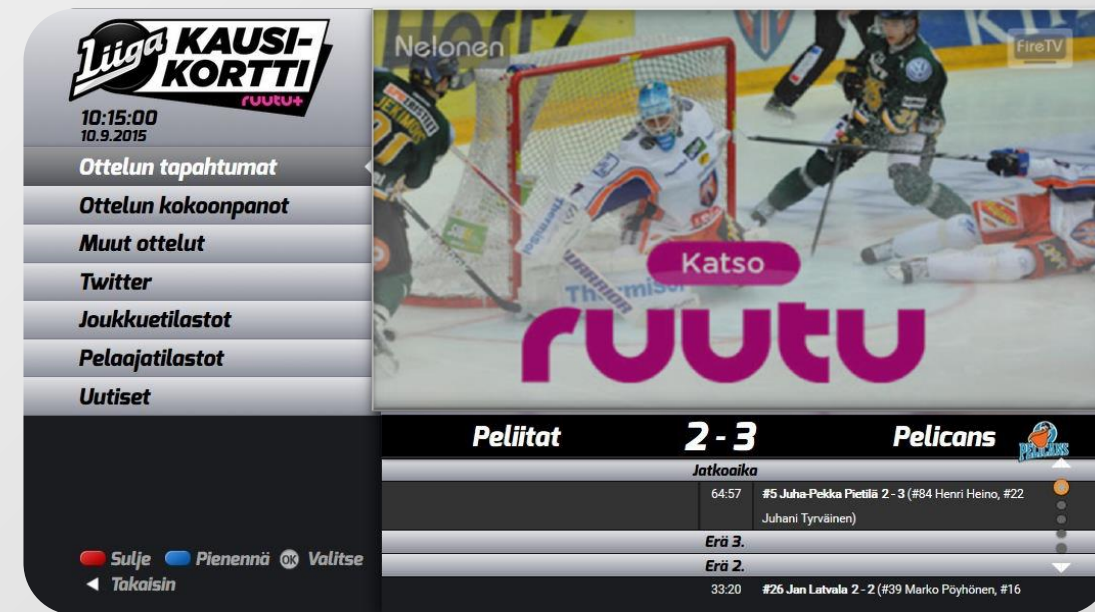 Liiga KAUSI-
KORTTI
ruutu+
10:15:00
10.9.2015
Ottelun tapahtumat
Ottelun kokoonpanot
Muut ottelut
Twitter
Joukkuetilastot
Pelaajatilastot
Uutiset
Sulje Pienennä OK Valitse
Takaisin
Nelonen
FireTV
JEKIMOV
WARRIOR
Katso
ruutu
Peliitat 2 - 3 Pelicans PELICANS
Jatkoaika
64:57 #5 Juha-Pekka Pietilä 2 - 3 (#84 Henri Heino, #22
Juhani Tyrväinen)
Erä 3.
Erä 2.
33:20 #26 Jan Latvala 2 - 2 (#39 Marko Pöyhönen, #16